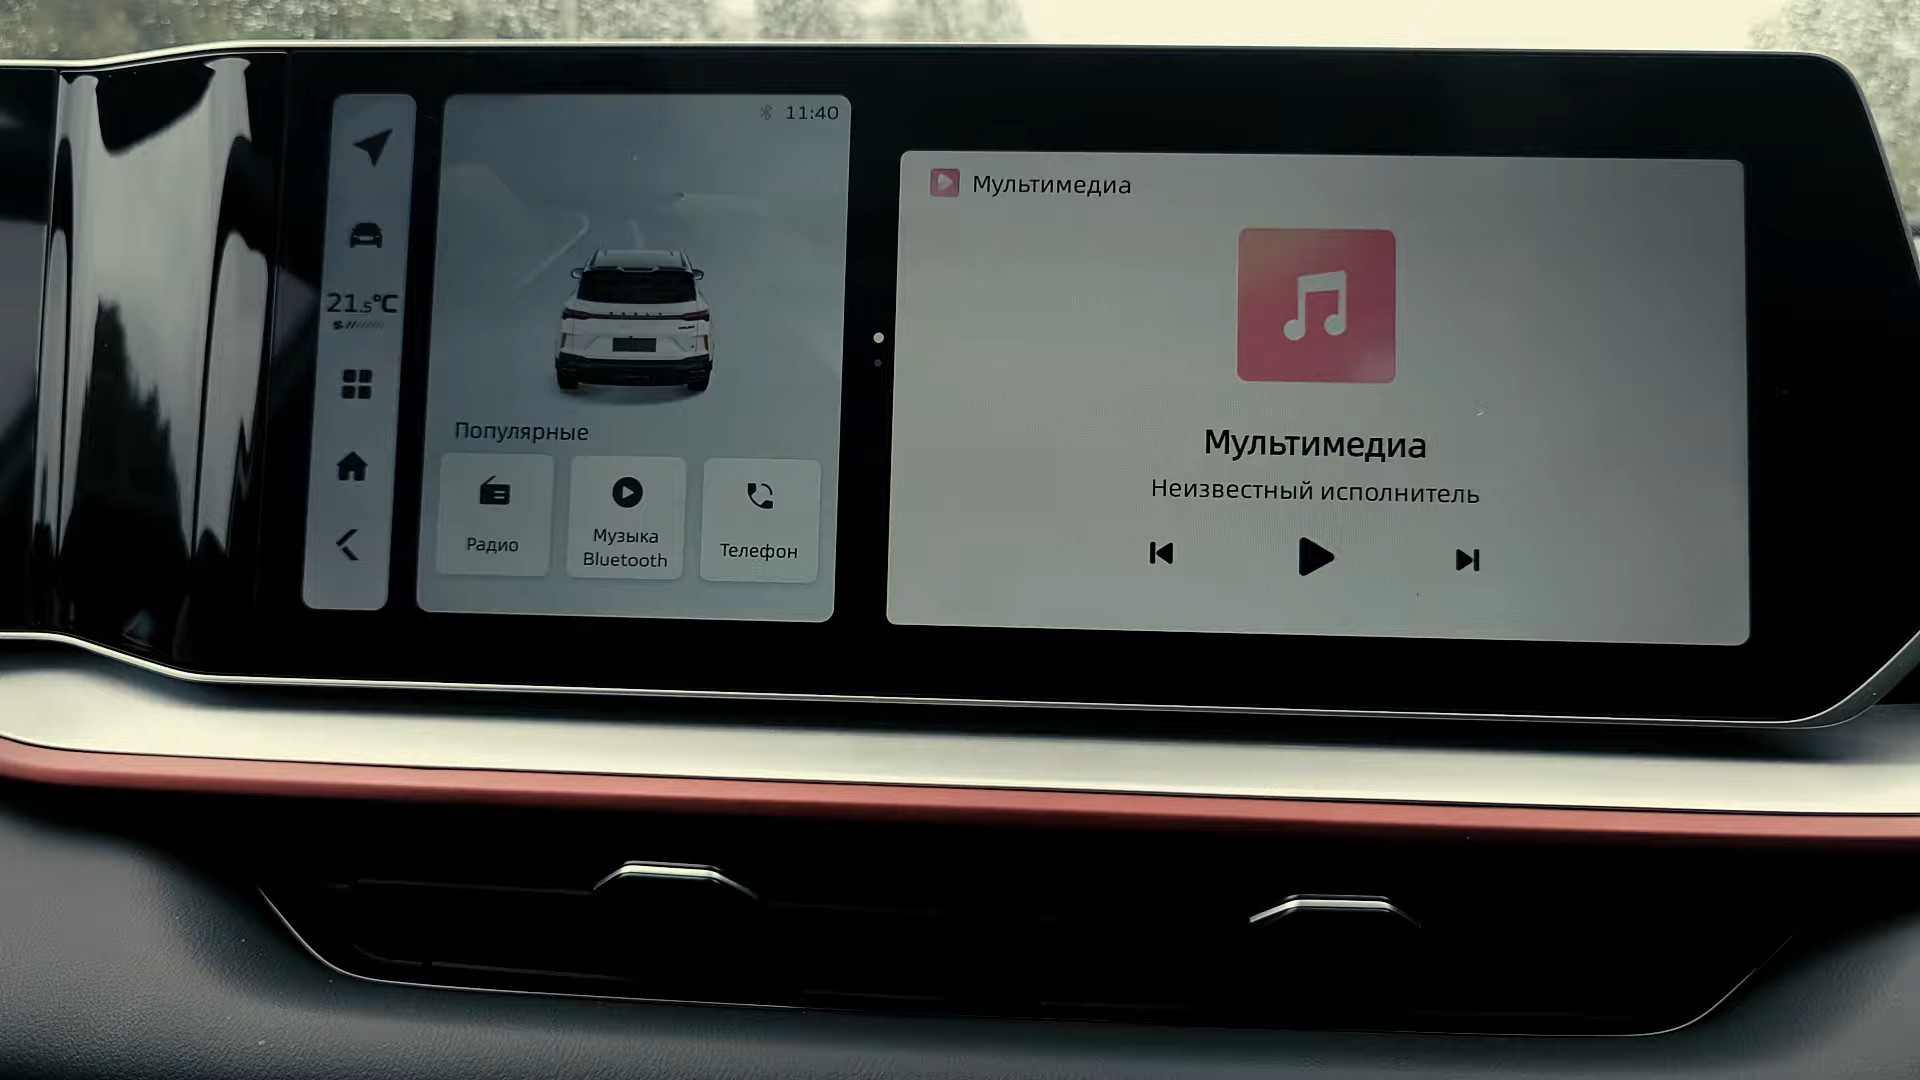 11:40
21.5°C
Популярные
Радио
Музыка
Bluetooth
Телефон
Мультимедиа
Мультимедиа
Неизвестный исполнитель